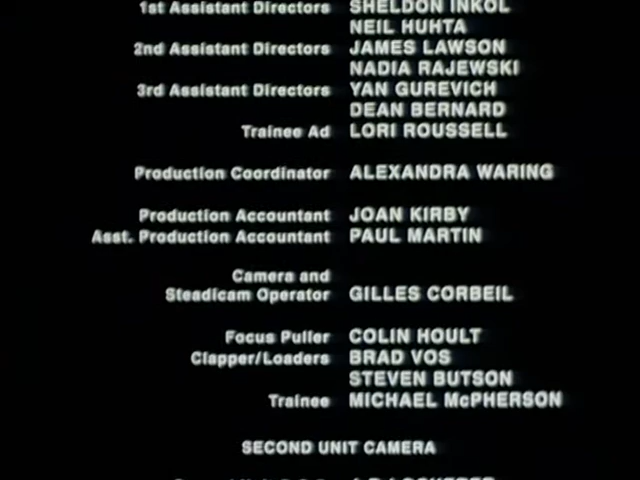 1st Assistant Directors SHELDON INKOL
NEIL HUHTA
2nd Assistant Directors JAMES LAWSON
NADIA RAJEWSKI
3rd Assistant Directors YAN GUREVICH
DEAN BERNARD
Trainee Ad LORI ROUSSELL
Production Coordinator ALEXANDRA WARING
Production Accountant JOAN KIRBY
Asst. Production Accountant PAUL MARTIN
Camera and
Steadicam Operator GILLES CORBEIL
Focus Puller COLIN HOULT
Clapper/Loaders BRAD VOS
STEVEN BUTSON
Trainee MICHAEL McPHERSON
SECOND UNIT CAMERA